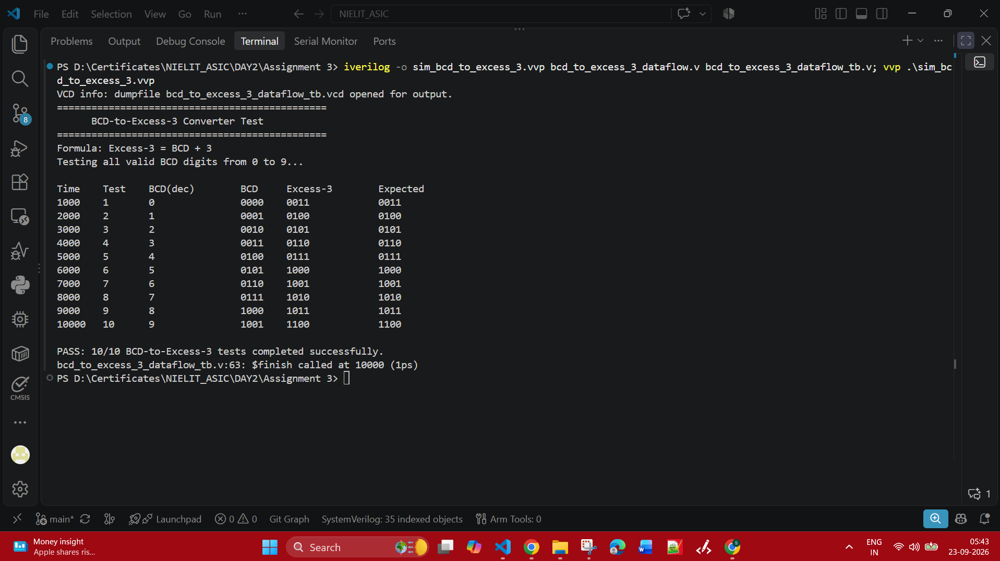 File Edit Selection View Go Run ... NIELIT_ASIC
Problems Output Debug Console Terminal Serial Monitor Ports
PS D:\Certificates\NIELIT_ASIC\DAY2\Assignment 3> iverilog -o sim_bcd_to_excess_3.vvp bcd_to_excess_3_dataflow.v bcd_to_excess_3_dataflow_tb.v; vvp .\sim_bc
d_to_excess_3.vvp
VCD info: dumpfile bcd_to_excess_3_dataflow_tb.vcd opened for output.
===============================================
BCD-to-Excess-3 Converter Test
===============================================
Formula: Excess-3 = BCD + 3
Testing all valid BCD digits from 0 to 9...
Time Test BCD(dec) BCD Excess-3 Expected
1000 1 0 0000 0011 0011
2000 2 1 0001 0100 0100
3000 3 2 0010 0101 0101
4000 4 3 0011 0110 0110
5000 5 4 0100 0111 0111
6000 6 5 0101 1000 1000
7000 7 6 0110 1001 1001
8000 8 7 0111 1010 1010
9000 9 8 1000 1011 1011
10000 10 9 1001 1100 1100
PASS: 10/10 BCD-to-Excess-3 tests completed successfully.
bcd_to_excess_3_dataflow_tb.v:63: $finish called at 10000 (1ps)
PS D:\Certificates\NIELIT_ASIC\DAY2\Assignment 3>
8
CMSIS
1
main* Launchpad 0 0 Git Graph SystemVerilog: 35 indexed objects Arm Tools: 0
Money insight
Apple shares ris...
Search
W
S
ENG
IN
05:43
23-09-2026